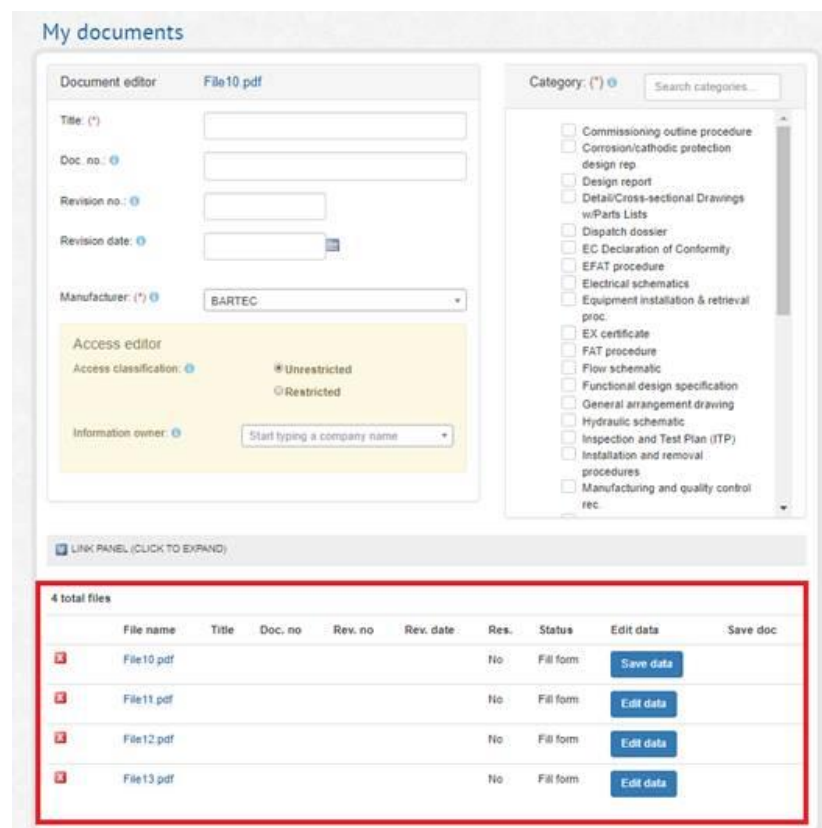 My documents
Document editor File10.pdf
Title: (*)
Doc. no.:
Revision no.:
Revision date:
Manufacturer: (*) BARTEC
Access editor
Access classification: Unrestricted
Restricted
Information owner: Start typing a company name
Category: (*) Search categories...
Commissioning outline procedure
Corrosion/cathodic protection
design rep.
Design report
Detail/Cross-sectional Drawings
w/Parts Lists
Dispatch dossier
EC Declaration of Conformity.
EFAT procedure
Electrical schematics
Equipment installation & retrieval
proc.
EX certificate
FAT procedure
Flow schematic
Functional design specification
General arrangement drawing
Hydraulic schematic
Inspection and Test Plan (ITP)
Installation and removal
procedures
Manufacturing and quality control
rec.
LINK PANEL (CLICK TO EXPAND)
4 total files
File name Title Doc. no Rev. no Rev. date Res. Status Edit data Save doc
File10.pdf No Fill form Save data
File11.pdf No Fill form Edit data
File12.pdf No Fill form Edit data
File13.pdf No Fill form Edit data